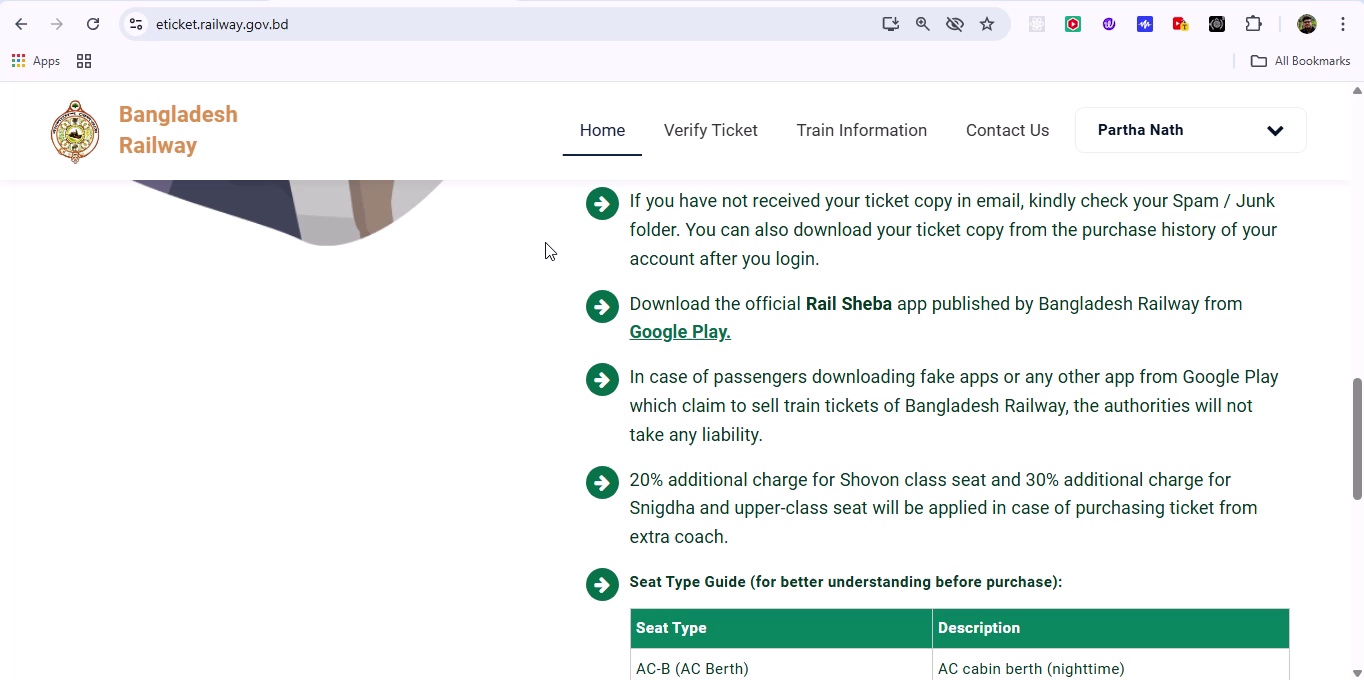 eticket.railway.gov.bd
Apps
All Bookmarks
Bangladesh
Railway
Home
Verify Ticket
Train Information
Contact Us
Partha Nath
If you have not received your ticket copy in email, kindly check your Spam / Junk
folder. You can also download your ticket copy from the purchase history of your
account after you login.
Download the official Rail Sheba app published by Bangladesh Railway from
Google Play.
In case of passengers downloading fake apps or any other app from Google Play
which claim to sell train tickets of Bangladesh Railway, the authorities will not
take any liability.
20% additional charge for Shovon class seat and 30% additional charge for
Snigdha and upper-class seat will be applied in case of purchasing ticket from
extra coach.
Seat Type Guide (for better understanding before purchase):
Seat Type
Description
AC-B (AC Berth)
AC cabin berth (nighttime)